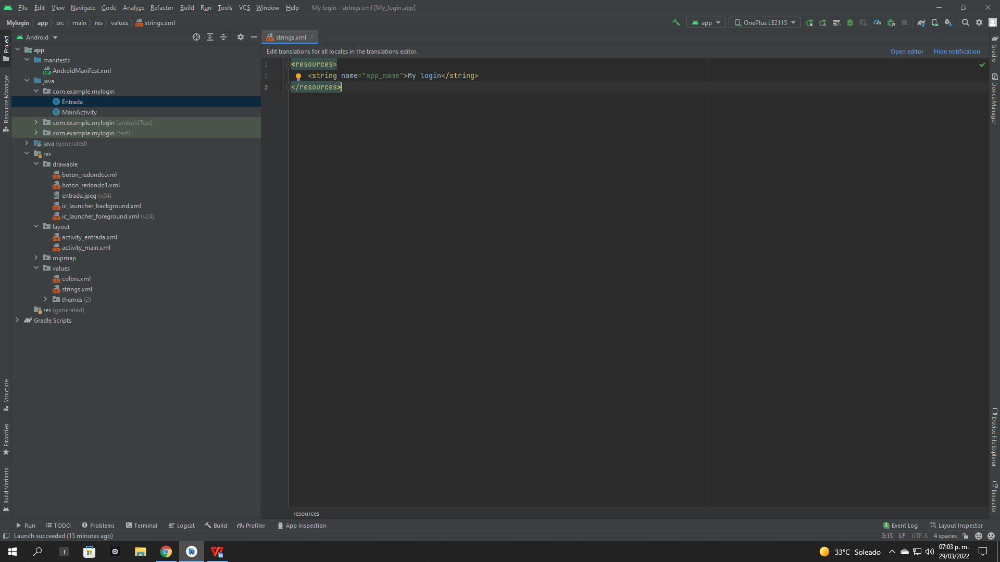 File Edit View Navigate Code Analyze Refactor Build Run Tools VCS Window Help My login - strings.xml [My_login.app]
Mylogin app src main res values strings.xml
app OnePlus LE2115
Android
strings.xml
Edit translations for all locales in the translations editor. Open editor Hide notification
app
manifests
AndroidManifest.xml
java
com.example.mylogin
Entrada
MainActivity
com.example.mylogin (androidTest)
com.example.mylogin (test)
java (generated)
res
drawable
boton_redondo.xml
boton_redondo1.xml
entrada.jpeg (v24)
ic_launcher_background.xml
ic_launcher_foreground.xml (v24)
layout
activity_entrada.xml
activity_main.xml
mipmap
values
colors.xml
strings.xml
themes (2)
res (generated)
Gradle Scripts
1 <resources>
2 <string name="app_name">My login</string>
3 </resources>
Project
Resource Manager
Structure
Favorites
Build Variants
Gradle
Device Manager
Device File Explorer
Emulator
resources
Run TODO Problems Terminal Logcat Build Profiler App Inspection 3 Event Log Layout Inspector
Launch succeeded (13 minutes ago) 3:13 LF UTF-8 4 spaces
33°C Soleado 07:03 p. m.
29/03/2022